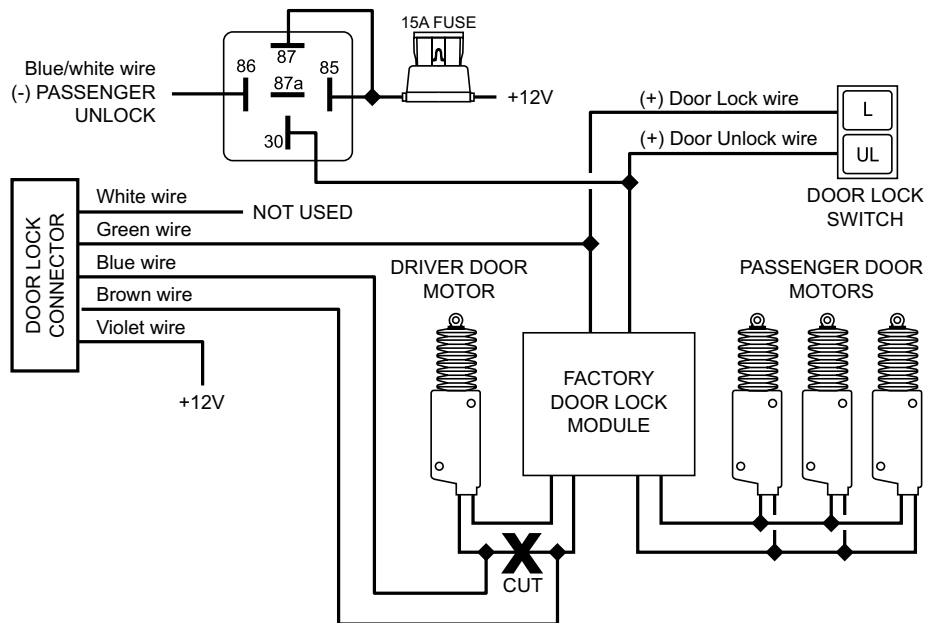 15A FUSE
87
86
87a
85
30
Blue/white wire
(-) PASSENGER
UNLOCK
+12V
(+) Door Lock wire
(+) Door Unlock wire
L
UL
DOOR LOCK
SWITCH
DOOR LOCK
CONNECTOR
White wire
NOT USED
Green wire
Blue wire
Brown wire
Violet wire
+12V
DRIVER DOOR
MOTOR
PASSENGER DOOR
MOTORS
FACTORY
DOOR LOCK
MODULE
X
CUT